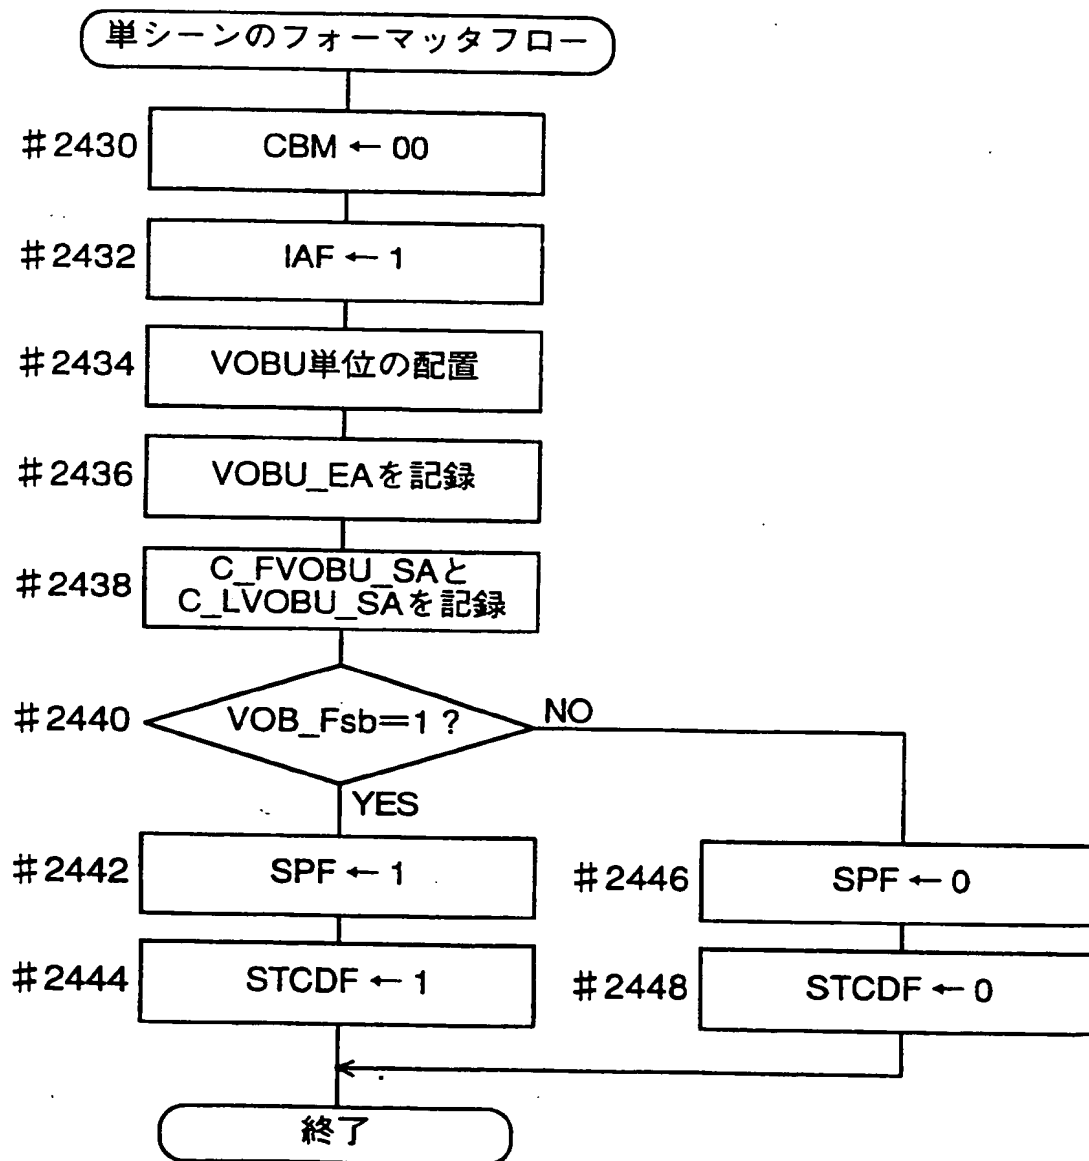 単シーンのフォーマッタフロー
#2430
CBM ← 00
#2432
IAF ← 1
#2434
VOBU単位の配置
#2436
VOBU_EAを記録
#2438
C_FVOBU_SAと
C_LVOBU_SAを記録
#2440
VOB_Fsb=1 ?
NO
YES
#2442
SPF ← 1
#2446
SPF ← 0
#2444
STCDF ← 1
#2448
STCDF ← 0
終了